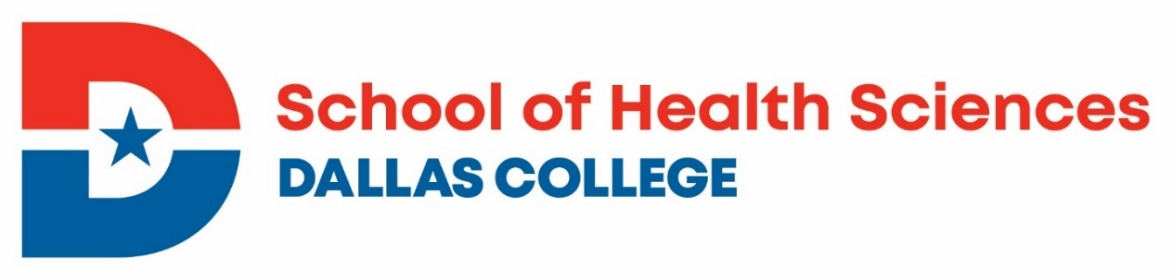 School of Health Sciences
DALLAS COLLEGE